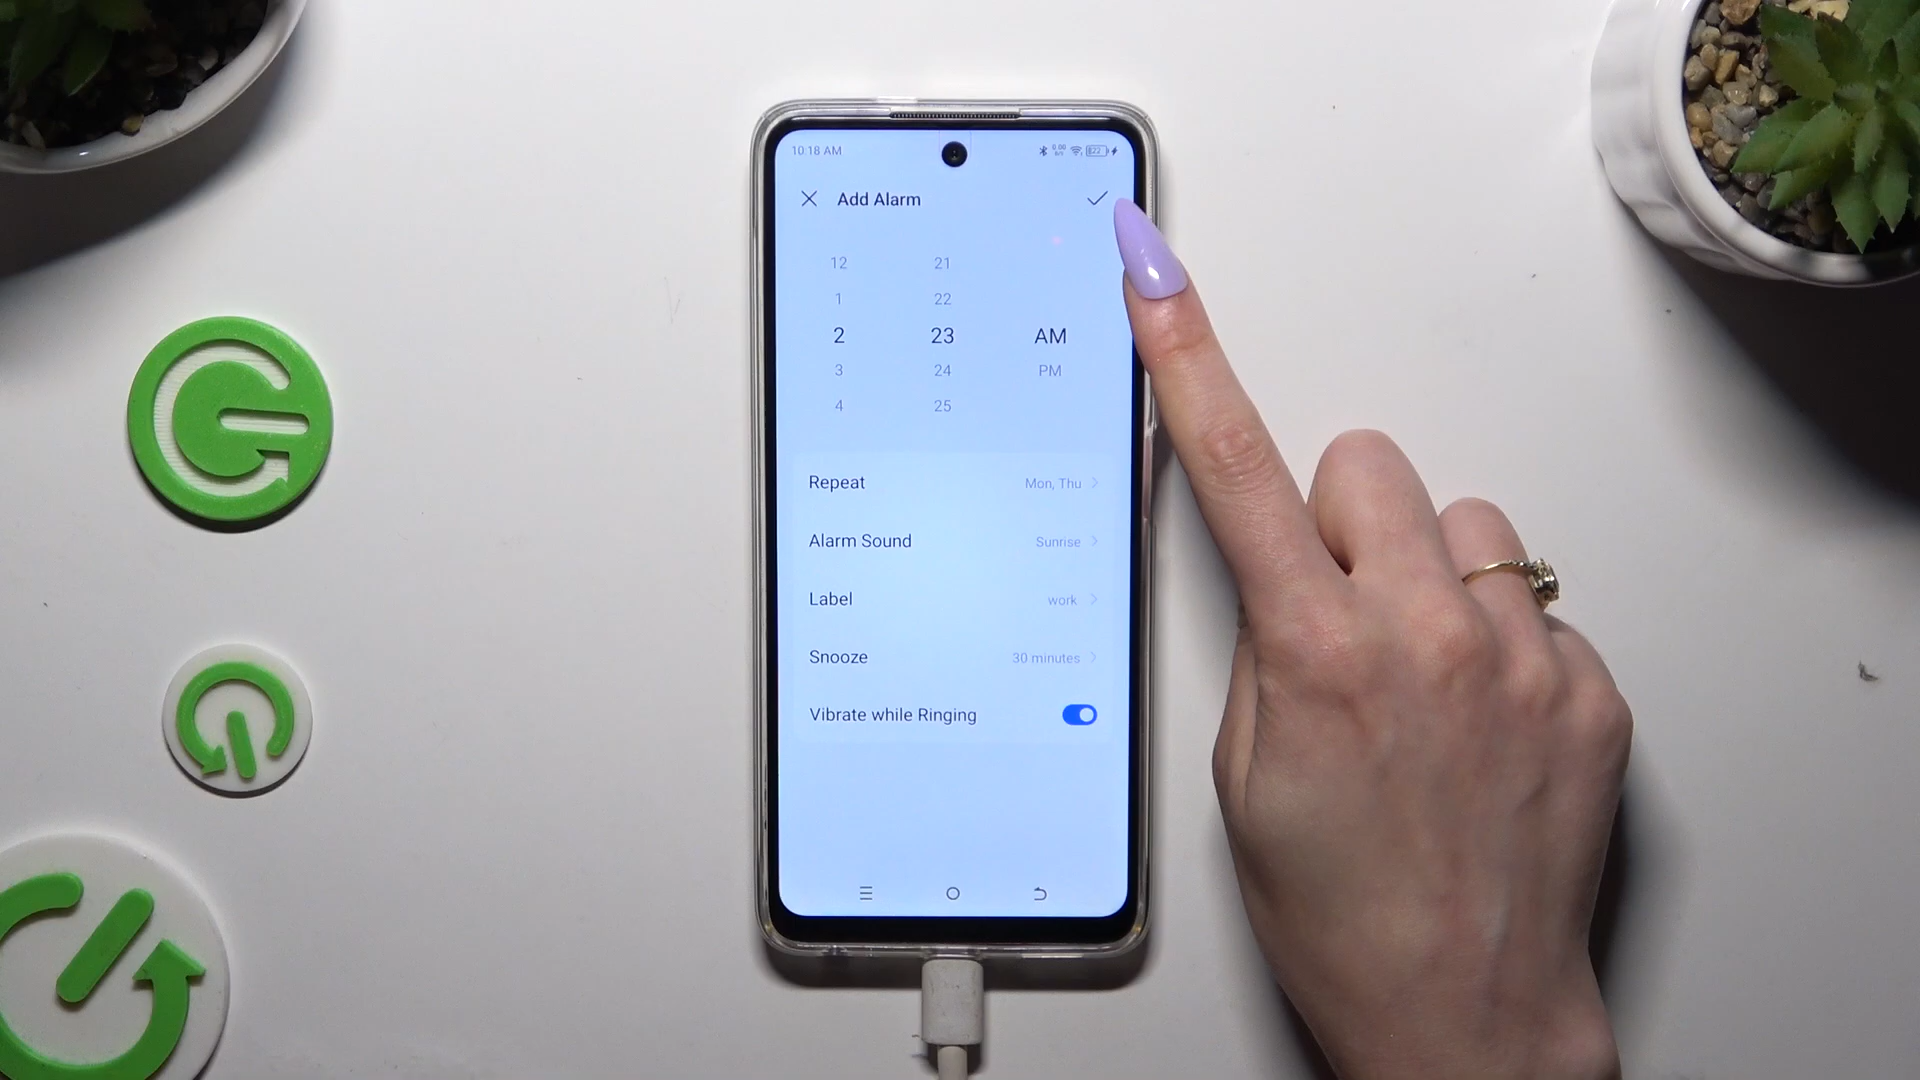 10:18 AM
Add Alarm
12 21
1 22
2 23 AM
3 24 PM
4 25
Repeat Mon, Thu
Alarm Sound Sunrise
Label work
Snooze 30 minutes
Vibrate while Ringing